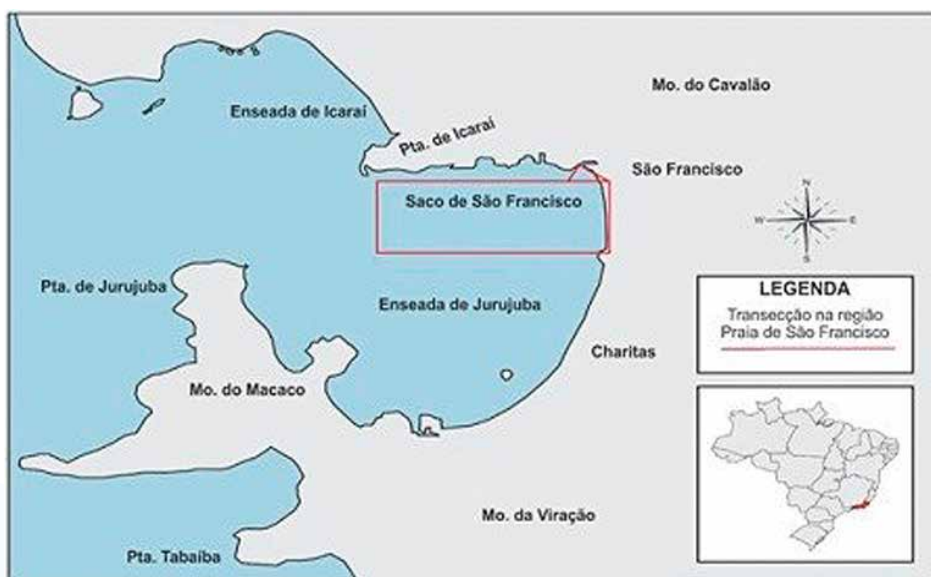 Mo. do Cavalão
Enseada de Icaraí
Pta. de Icaraí
São Francisco
Saco de São Francisco
N
W
E
S
Pta. de Jurujuba
Enseada de Jurujuba
LEGENDA
Transecção na região
Praia de São Francisco
Charitas
Mo. do Macaco
Mo. da Viração
Pta. Tabaíba